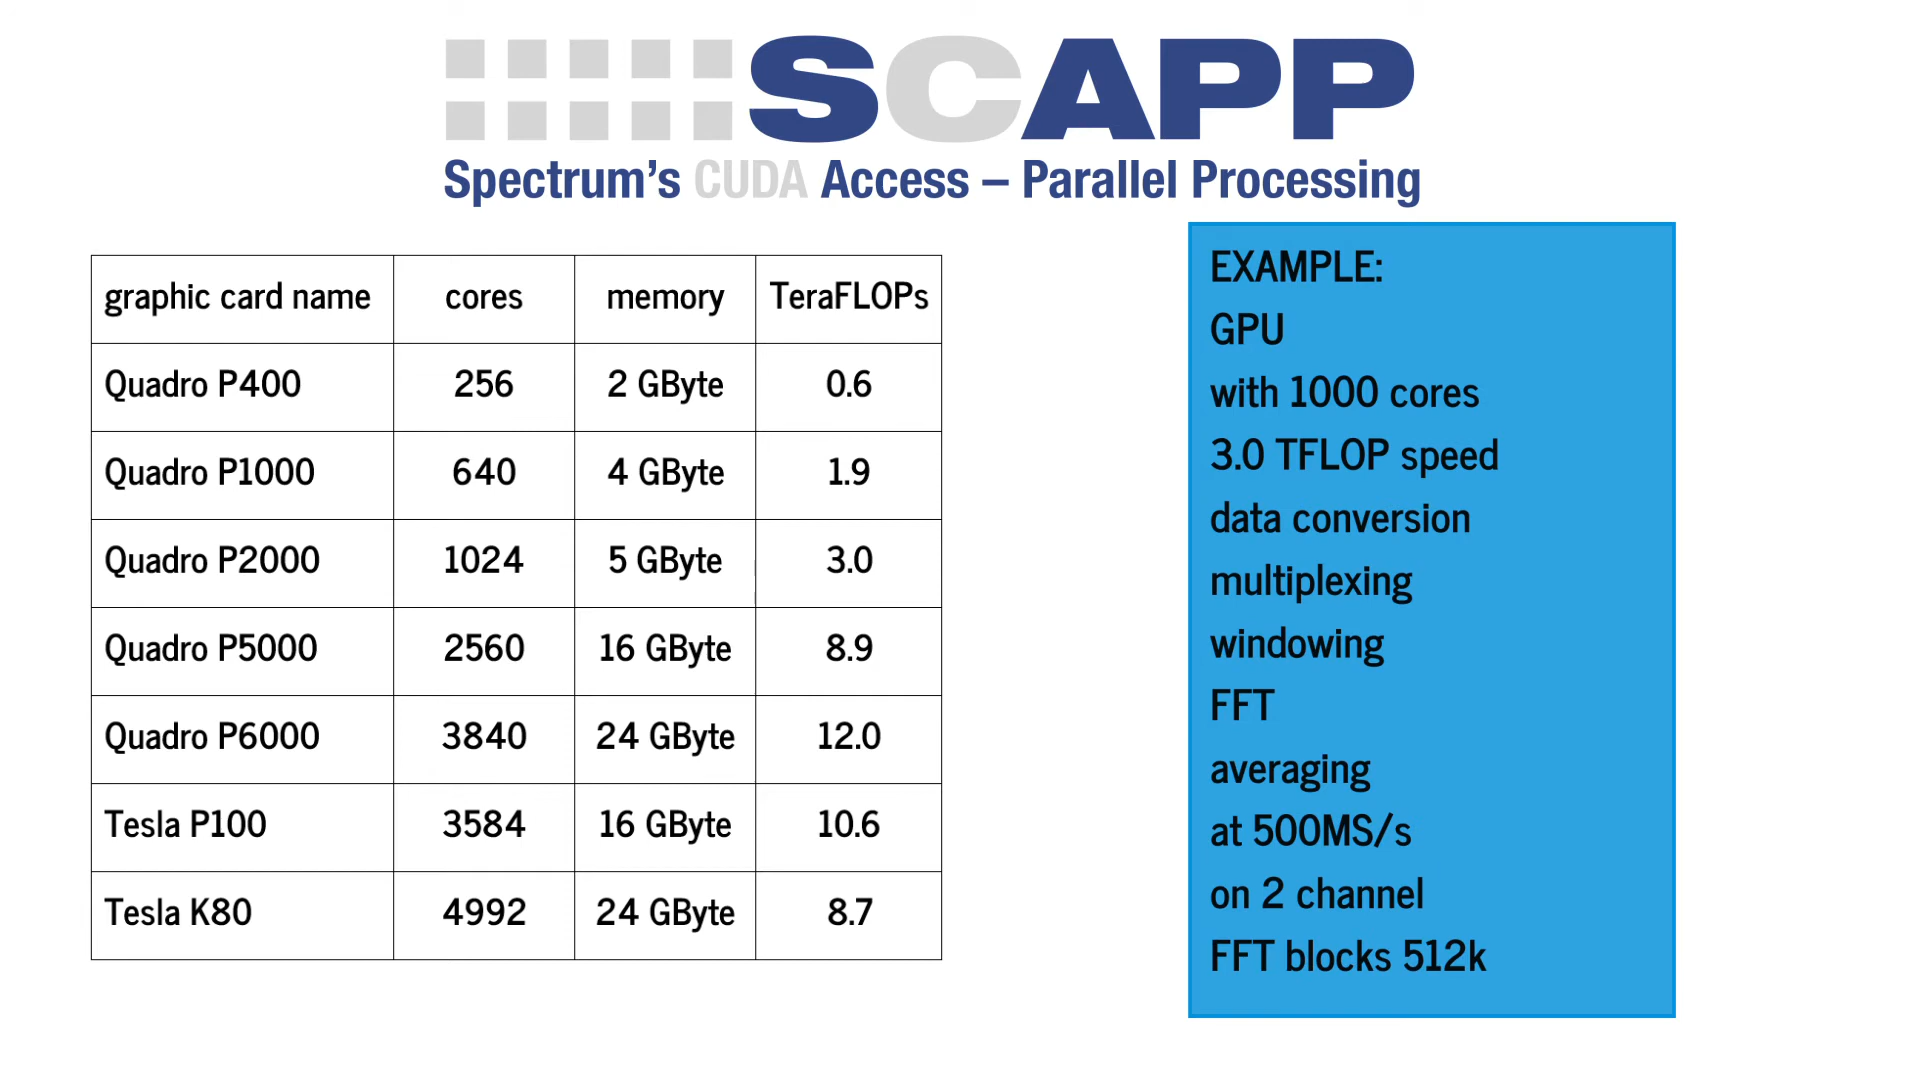 SCAPP
Spectrum's CUDA Access – Parallel Processing
graphic card name cores memory TeraFLOPs
Quadro P400 256 2 GByte 0.6
Quadro P1000 640 4 GByte 1.9
Quadro P2000 1024 5 GByte 3.0
Quadro P5000 2560 16 GByte 8.9
Quadro P6000 3840 24 GByte 12.0
Tesla P100 3584 16 GByte 10.6
Tesla K80 4992 24 GByte 8.7
EXAMPLE:
GPU
with 1000 cores
3.0 TFLOP speed
data conversion
multiplexing
windowing
FFT
averaging
at 500MS/s
on 2 channel
FFT blocks 512k